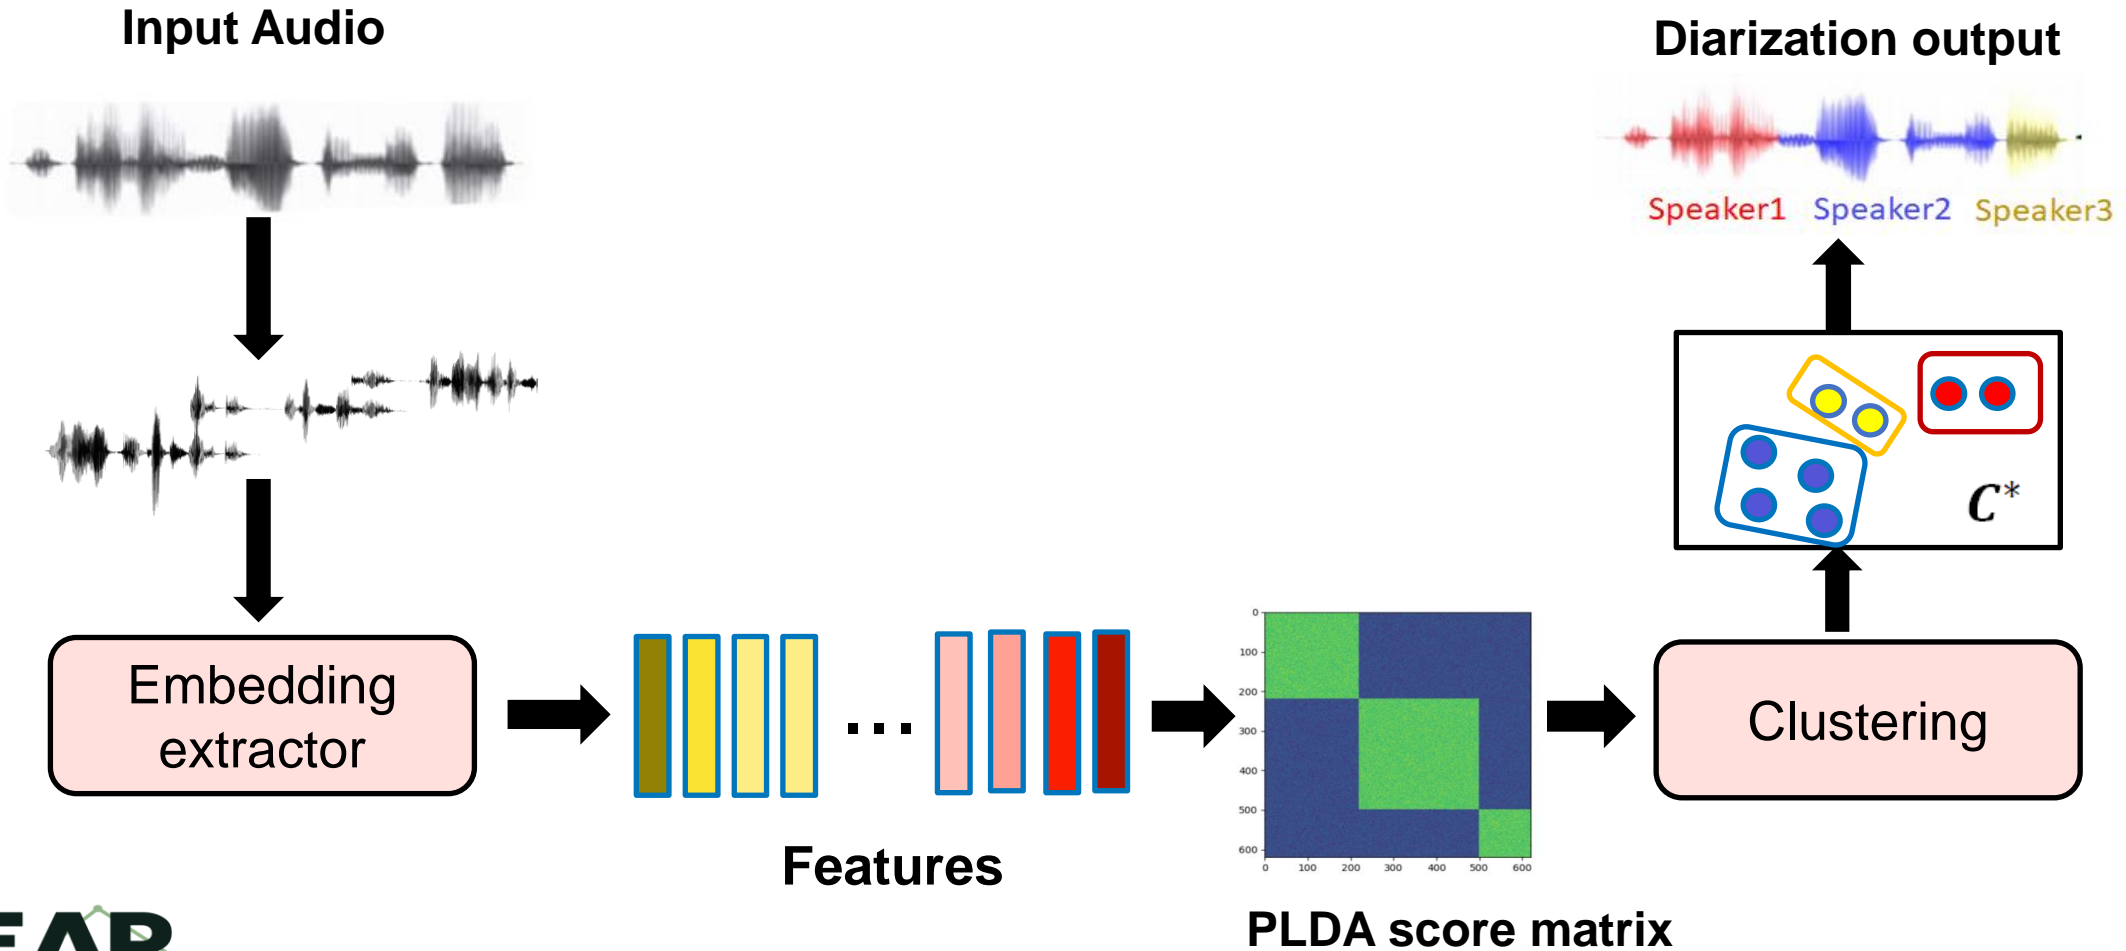 Input Audio
Diarization output
Speaker1 Speaker2 Speaker3
C*
Embedding
extractor
...
Features
0
100
200
300
400
500
600
0 100 200 300 400 500 600
PLDA score matrix
Clustering